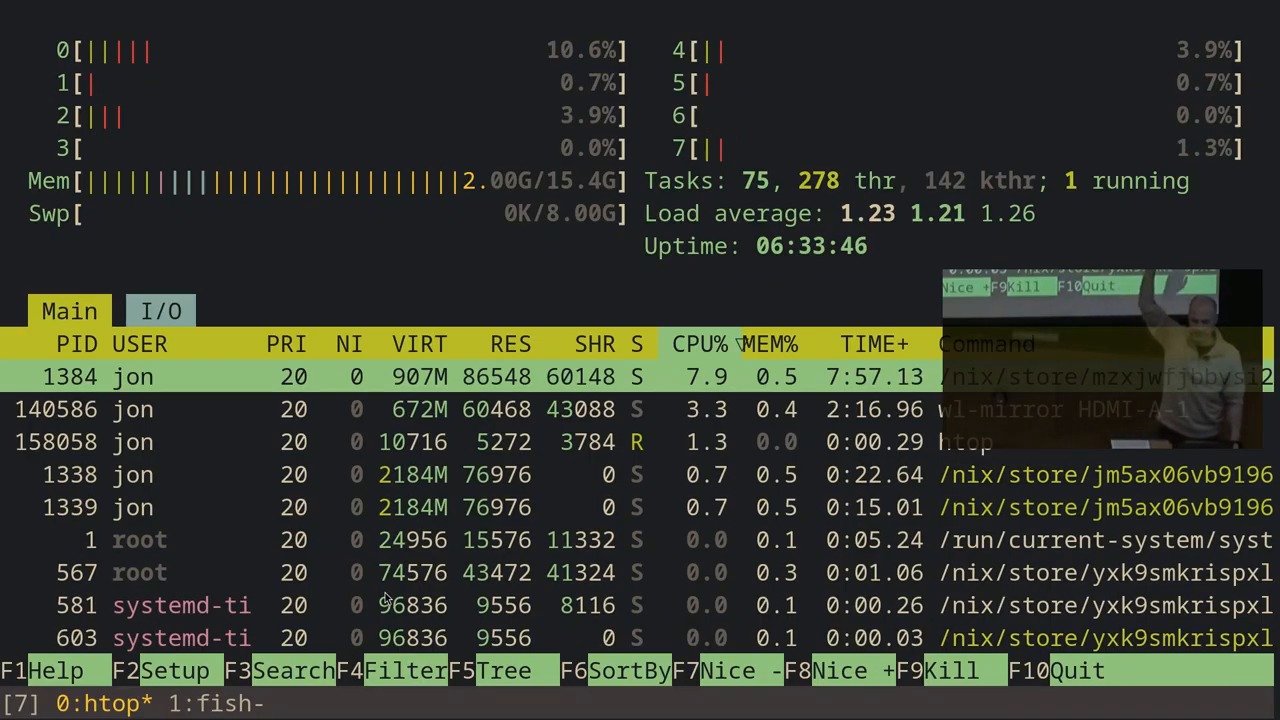 0[||||| 10.6%] 4[|| 3.9%]
1[| 0.7%] 5[| 0.7%]
2[||| 3.9%] 6[ 0.0%]
3[ 0.0%] 7[|| 1.3%]
Mem[|||||||||||||||||||||||||||2.00G/15.4G] Tasks: 75, 278 thr, 142 kthr; 1 running
Swp[ 0K/8.00G] Load average: 1.23 1.21 1.26
Uptime: 06:33:46
Main I/O
PID USER PRI NI VIRT RES SHR S CPU%▽MEM% TIME+ Command
1384 jon 20 0 907M 86548 60148 S 7.9 0.5 7:57.13 /nix/store/mzxjwfjbbvsi2
140586 jon 20 0 672M 60468 43088 S 3.3 0.4 2:16.96 wl-mirror HDMI-A-1
158058 jon 20 0 10716 5272 3784 R 1.3 0.0 0:00.29 htop
1338 jon 20 0 2184M 76976 0 S 0.7 0.5 0:22.64 /nix/store/jm5ax06vb9196
1339 jon 20 0 2184M 76976 0 S 0.7 0.5 0:15.01 /nix/store/jm5ax06vb9196
1 root 20 0 24956 15576 11332 S 0.0 0.1 0:05.24 /run/current-system/syst
567 root 20 0 74576 43472 41324 S 0.0 0.3 0:01.06 /nix/store/yxk9smkrispxl
581 systemd-ti 20 0 96836 9556 8116 S 0.0 0.1 0:00.26 /nix/store/yxk9smkrispxl
603 systemd-ti 20 0 96836 9556 0 S 0.0 0.1 0:00.03 /nix/store/yxk9smkrispxl
F1Help F2Setup F3SearchF4FilterF5Tree F6SortByF7Nice -F8Nice +F9Kill F10Quit
[7] 0:htop* 1:fish-
Nice +F9Kill F10Quit